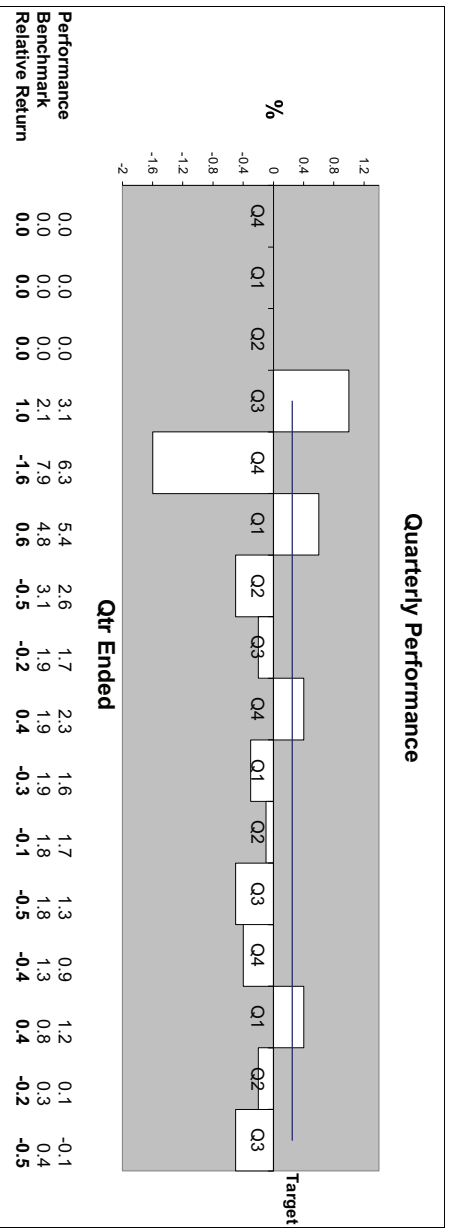 Quarterly Performance
%
1.2
0.8
0.4
0
-0.4
-0.8
-1.2
-1.6
-2
Q4 Q1 Q2 Q3 Q4 Q1 Q2 Q3 Q4 Q1 Q2 Q3 Q4 Q1 Q2 Q3
Target
Qtr Ended
Performance 0.0 0.0 0.0 3.1 6.3 5.4 2.6 1.7 2.3 1.6 1.7 1.3 0.9 1.2 0.1 -0.1
Benchmark 0.0 0.0 0.0 2.1 7.9 4.8 3.1 1.9 1.9 1.9 1.8 1.8 1.3 0.8 0.3 0.4
Relative Return 0.0 0.0 0.0 1.0 -1.6 0.6 -0.5 -0.2 0.4 -0.3 -0.1 -0.5 -0.4 0.4 -0.2 -0.5